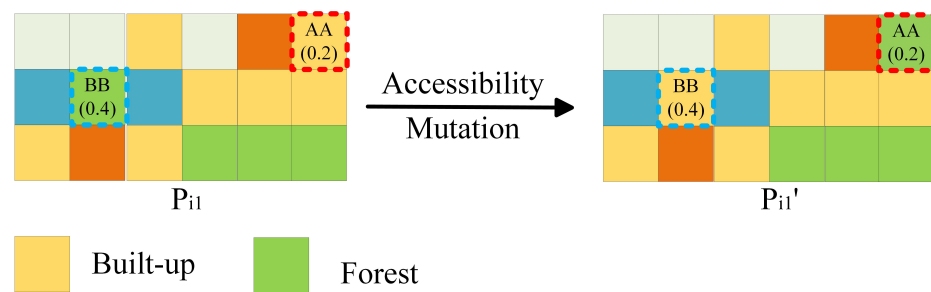 AA
(0.2)
BB
(0.4)
Accessibility
Mutation
AA
(0.2)
BB
(0.4)
Pi1
Pi1'
Built-up
Forest